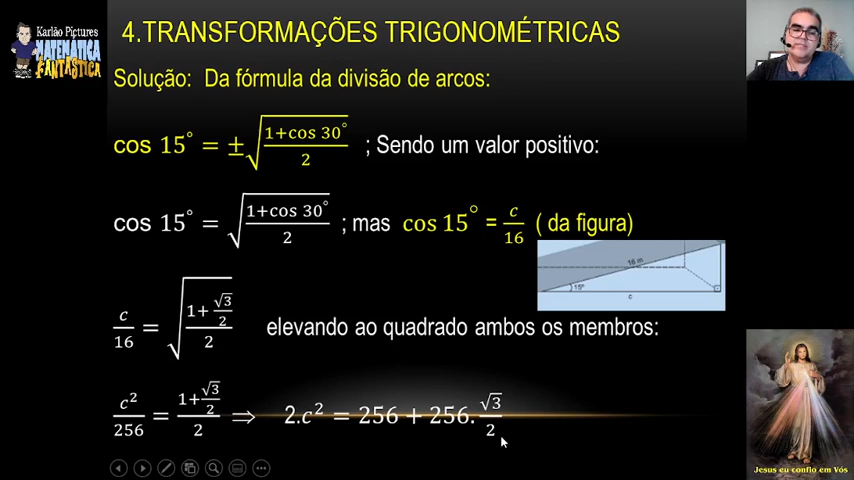 Karlão Pictures
MATEMÁTICA
FANTÁSTICA
4.TRANSFORMAÇÕES TRIGONOMÉTRICAS
Solução: Da fórmula da divisão de arcos:
cos 15° = ±√((1+cos 30°)/2) ; Sendo um valor positivo:
cos 15° = √((1+cos 30°)/2) ; mas cos 15° = c/16 ( da figura)
16 m
15°
c
c/16 = √((1+ √3/2)/2) elevando ao quadrado ambos os membros:
c²/256 = (1+√3/2)/2 ⇒ 2.c² = 256 + 256. √3/2
Jesus eu confio em Vós